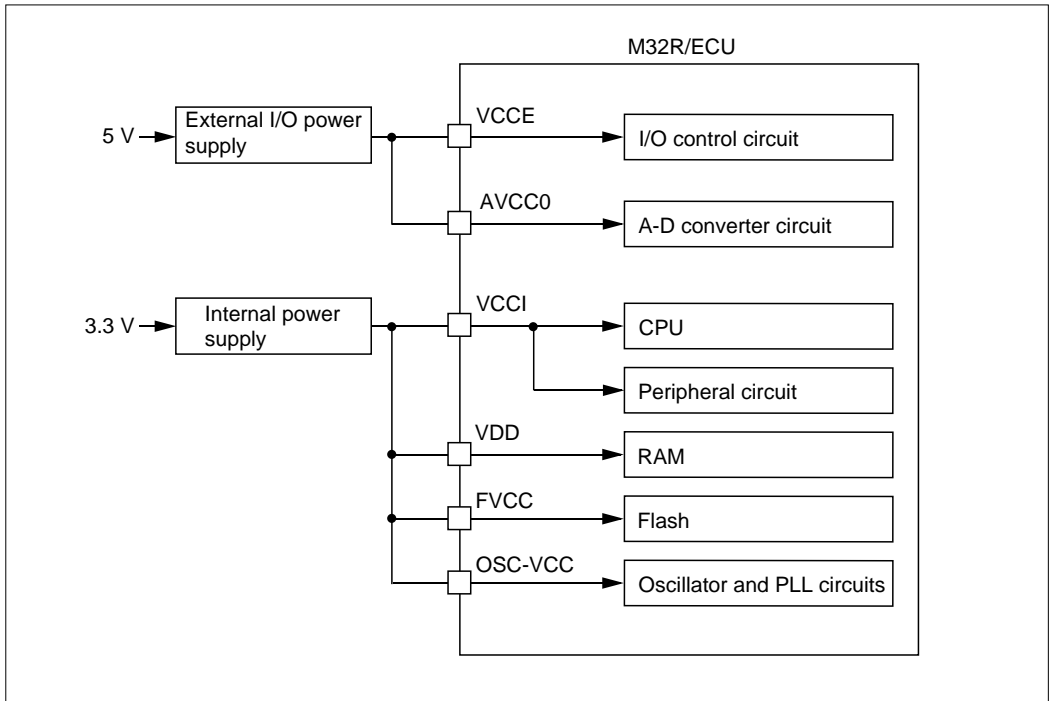 M32R/ECU
5 V
External I/O power
supply
VCCE
I/O control circuit
AVCC0
A-D converter circuit
3.3 V
Internal power
supply
VCCI
CPU
Peripheral circuit
VDD
RAM
FVCC
Flash
OSC-VCC
Oscillator and PLL circuits